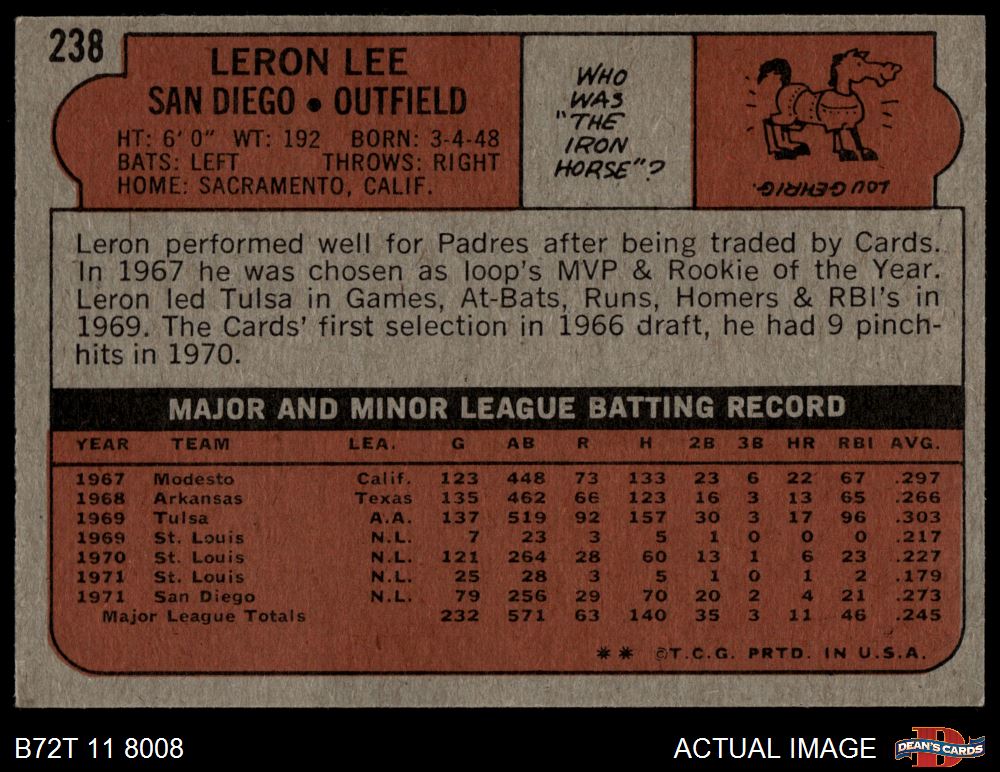 238
LERON LEE
SAN DIEGO • OUTFIELD
HT: 6' 0" WT: 192 BORN: 3-4-48
BATS: LEFT THROWS: RIGHT
HOME: SACRAMENTO, CALIF.
WHO
WAS
"THE
IRON
HORSE"?
LOU GEHRIG.
Leron performed well for Padres after being traded by Cards.
In 1967 he was chosen as loop's MVP & Rookie of the Year.
Leron led Tulsa in Games, At-Bats, Runs, Homers & RBI's in
1969. The Cards' first selection in 1966 draft, he had 9 pinch-
hits in 1970.
MAJOR AND MINOR LEAGUE BATTING RECORD
YEAR TEAM LEA. G AB R H 2B 3B HR RBI AVG.
1967 Modesto Calif. 123 448 73 133 23 6 22 67 .297
1968 Arkansas Texas 135 462 66 123 16 3 13 65 .266
1969 Tulsa A.A. 137 519 92 157 30 3 17 96 .303
1969 St. Louis N.L. 7 23 3 5 1 0 0 0 .217
1970 St. Louis N.L. 121 264 28 60 13 1 6 23 .227
1971 St. Louis N.L. 25 28 3 5 1 0 1 2 .179
1971 San Diego N.L. 79 256 29 70 20 2 4 21 .273
Major League Totals 232 571 63 140 35 3 11 46 .245
** ©T.C.G. PRTD. IN U.S.A.
B72T 11 8008
ACTUAL IMAGE
D
DEAN'S CARDS